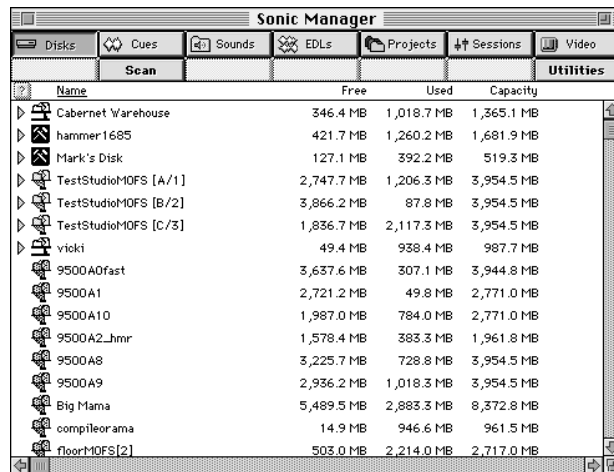 Sonic Manager
Disks Cues Sounds EDLs Projects Sessions Video
Scan Utilities
? Name Free Used Capacity
Cabernet Warehouse 346.4 MB 1,018.7 MB 1,365.1 MB
hammer1685 421.7 MB 1,260.2 MB 1,681.9 MB
Mark's Disk 127.1 MB 392.2 MB 519.3 MB
TestStudioMOFS [A/1] 2,747.7 MB 1,206.3 MB 3,954.5 MB
TestStudioMOFS [B/2] 3,866.2 MB 87.8 MB 3,954.5 MB
TestStudioMOFS [C/3] 1,836.7 MB 2,117.3 MB 3,954.5 MB
vicki 49.4 MB 938.4 MB 987.7 MB
9500A0fast 3,637.6 MB 307.1 MB 3,944.8 MB
9500A1 2,721.2 MB 49.8 MB 2,771.0 MB
9500A10 1,987.0 MB 784.0 MB 2,771.0 MB
9500A2_hmr 1,578.4 MB 383.3 MB 1,961.8 MB
9500A8 3,225.7 MB 728.8 MB 3,954.5 MB
9500A9 2,936.2 MB 1,018.3 MB 3,954.5 MB
Big Mama 5,489.5 MB 2,883.3 MB 8,372.8 MB
compileorama 14.9 MB 946.6 MB 961.5 MB
floorMOFS[2] 503.0 MB 2,214.0 MB 2,717.0 MB